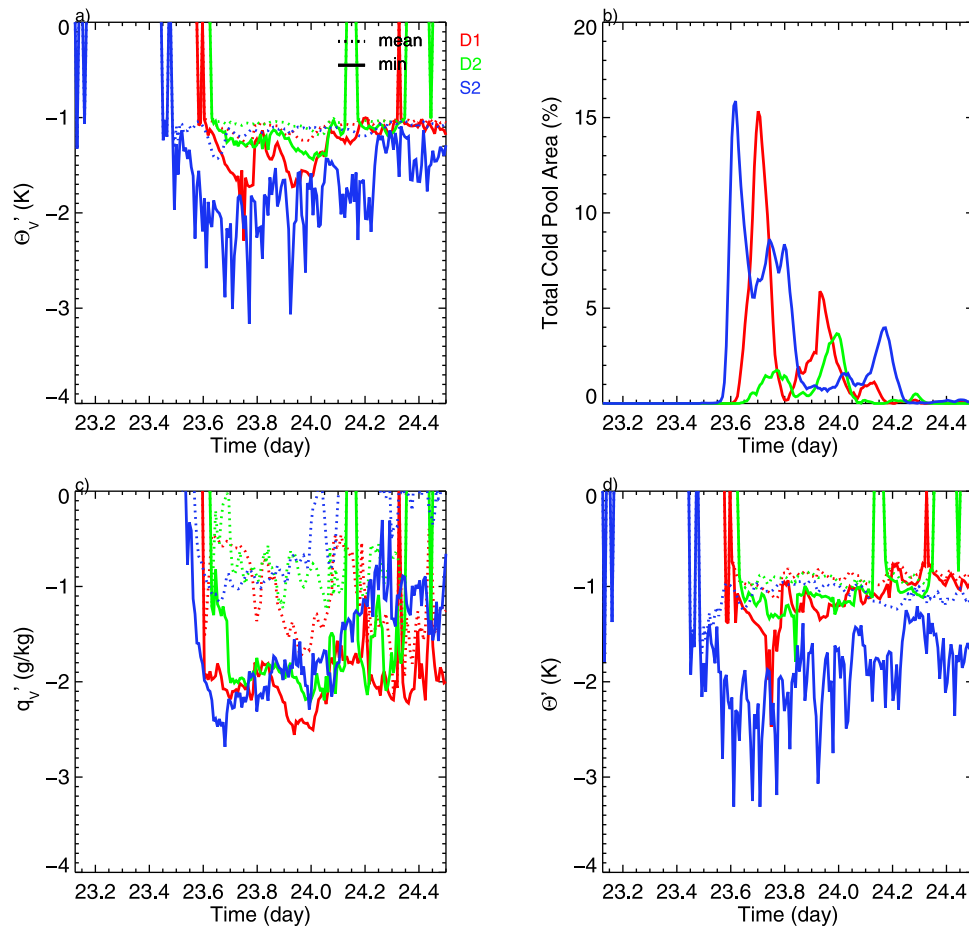 a)
0
−1
−2
−3
−4
Θv' (K)
mean
min
D1
D2
S2
23.2 23.4 23.6 23.8 24.0 24.2 24.4
Time (day)
b)
20
15
10
5
0
Total Cold Pool Area (%)
23.2 23.4 23.6 23.8 24.0 24.2 24.4
Time (day)
c)
0
−1
−2
−3
−4
qv' (g/kg)
23.2 23.4 23.6 23.8 24.0 24.2 24.4
Time (day)
d)
0
−1
−2
−3
−4
Θ' (K)
23.2 23.4 23.6 23.8 24.0 24.2 24.4
Time (day)